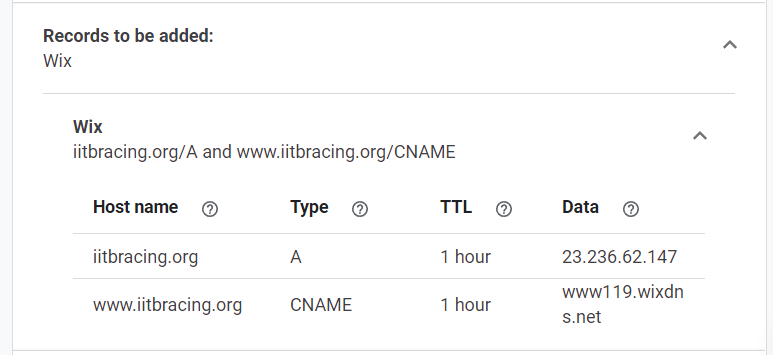 Records to be added:
Wix
Wix
iitbracing.org/A and www.iitbracing.org/CNAME
Host name Type TTL Data
iitbracing.org A 1 hour 23.236.62.147
www.iitbracing.org CNAME 1 hour www119.wixdn
s.net